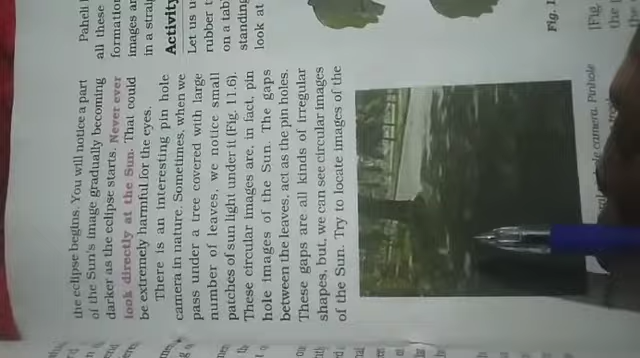 the eclipse begins. You will notice a part
of the Sun's image gradually becoming
darker as the eclipse starts. Never ever
look directly at the Sun. That could
be extremely harmful for the eyes.
There is an interesting pin hole
camera in nature. Sometimes, when we
pass under a tree covered with large
number of leaves, we notice small
patches of sun light under it (Fig. 11.6).
These circular images are, in fact, pin
hole images of the Sun. The gaps
between the leaves, act as the pin holes.
These gaps are all kinds of irregular
shapes, but, we can see circular images
of the Sun. Try to locate images of the
Paheli
all these
formation
images ar
in a straig
Activity
Let us u
rubber t
on a tab
standing
look at
Fig. 1
camera. Pinhole